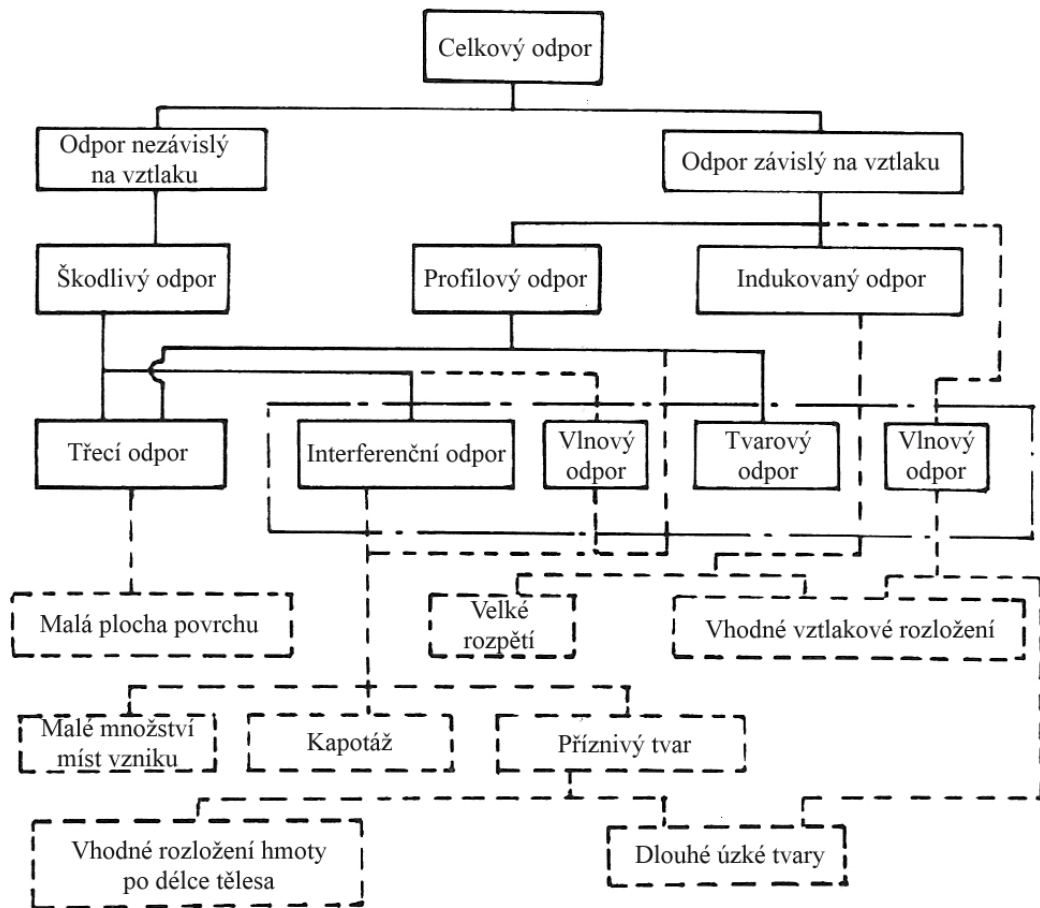 Celkový odpor
Odpor nezávislý
na vztlaku
Odpor závislý na vztlaku
Škodlivý odpor
Profilový odpor
Indukovaný odpor
Třecí odpor
Interferenční odpor
Vlnový
odpor
Tvarový
odpor
Vlnový
odpor
Malá plocha povrchu
Velké
rozpětí
Vhodné vztlakové rozložení
Malé množství
míst vzniku
Kapotáž
Příznivý tvar
Vhodné rozložení hmoty
po délce tělesa
Dlouhé úzké tvary